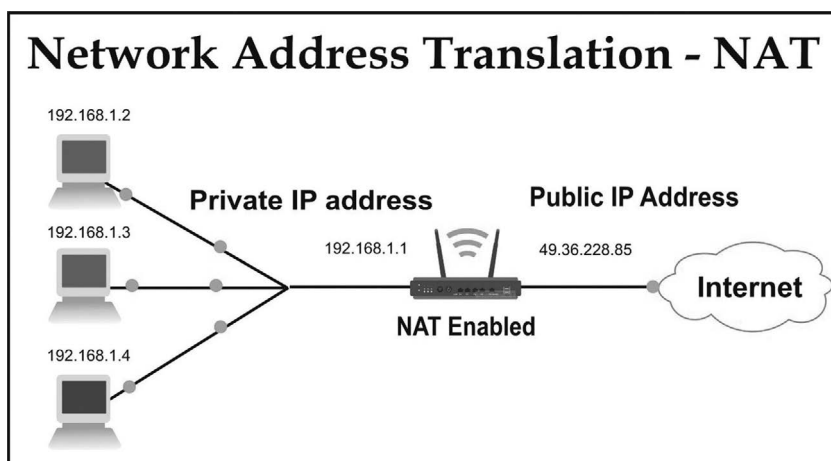 Network Address Translation - NAT
192.168.1.2
Private IP address
Public IP Address
192.168.1.3
192.168.1.1
49.36.228.85
Internet
NAT Enabled
192.168.1.4